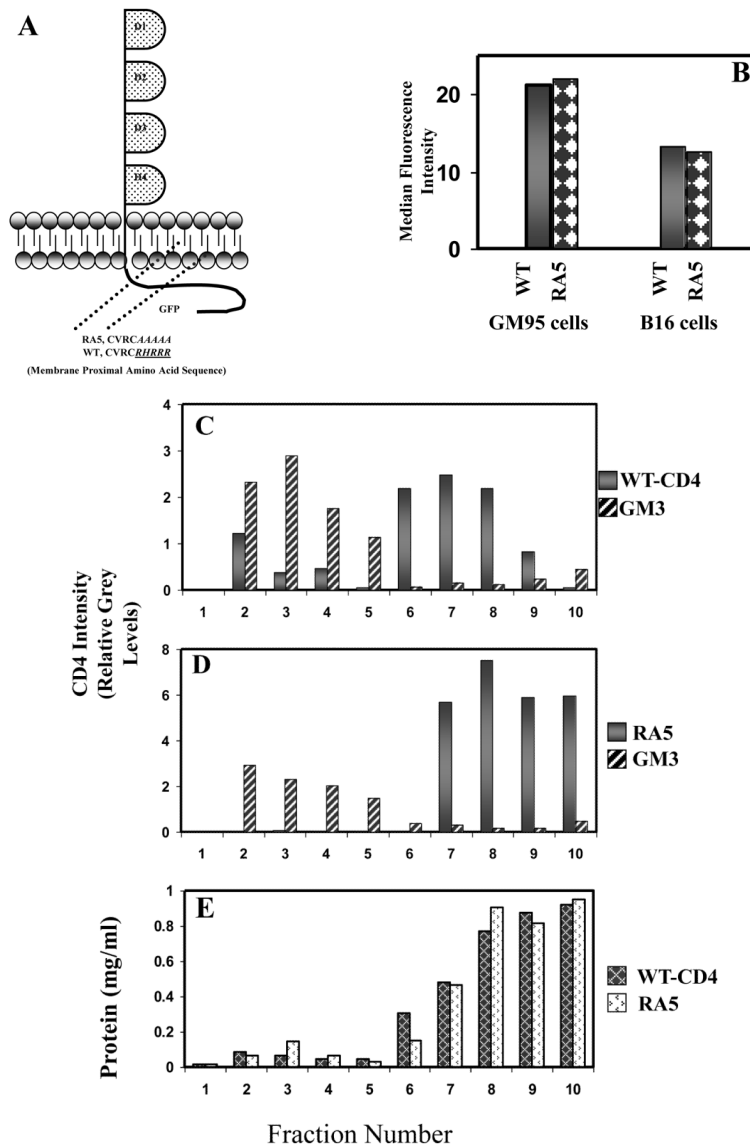 A
D1
D2
D3
D4
GFP
RA5, CVRCAAAAA
WT, CVRCRHRRR
(Membrane Proximal Amino Acid Sequence)
B
Median Fluorescence
Intensity
20
10
0
WT
RA5
WT
RA5
GM95 cells
B16 cells
C
4
3
2
1
0
1 2 3 4 5 6 7 8 9 10
WT-CD4
GM3
CD4 Intensity
(Relative Grey
Levels)
D
8
6
4
2
0
1 2 3 4 5 6 7 8 9 10
RA5
GM3
E
Protein (mg/ml)
1
0.8
0.6
0.4
0.2
0
1 2 3 4 5 6 7 8 9 10
WT-CD4
RA5
Fraction Number